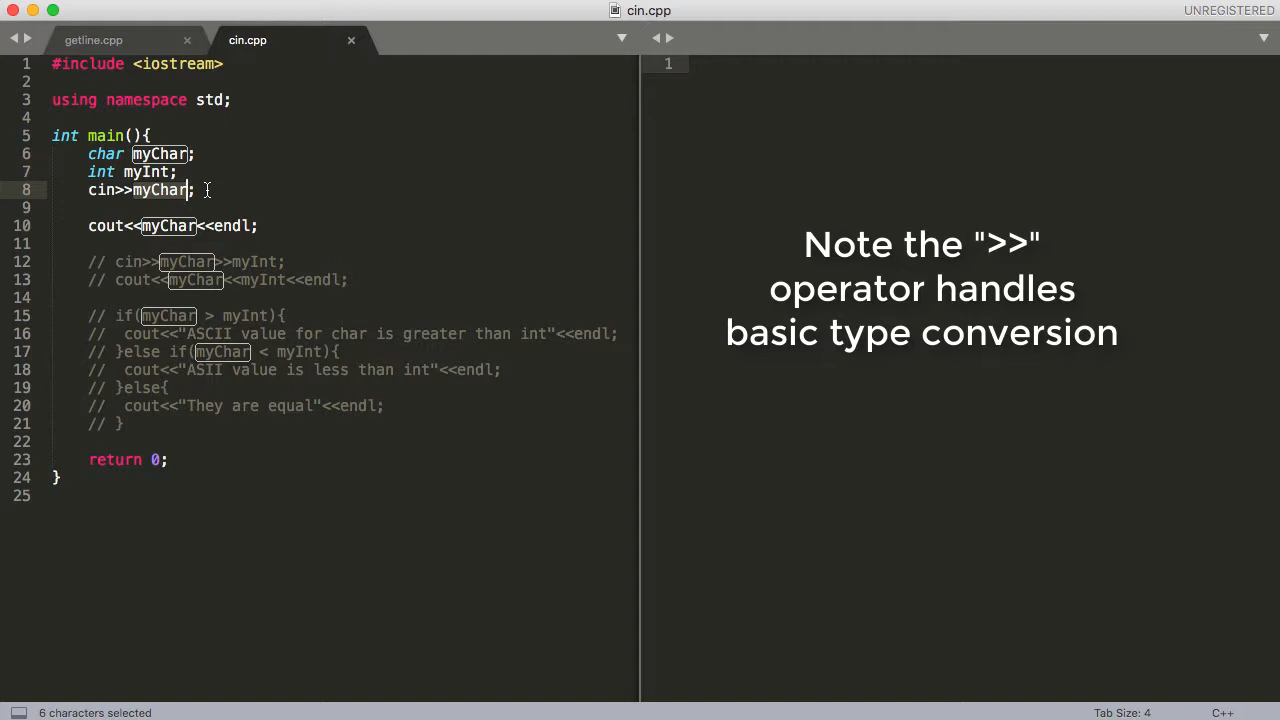 cin.cpp
UNREGISTERED
getline.cpp
cin.cpp
1 #include <iostream>
2
3 using namespace std;
4
5 int main(){
6 char myChar;
7 int myInt;
8 cin>>myChar;
9
10 cout<<myChar<<endl;
11
12 // cin>>myChar>>myInt;
13 // cout<<myChar<<myInt<<endl;
14
15 // if(myChar > myInt){
16 // cout<<"ASCII value for char is greater than int"<<endl;
17 // }else if(myChar < myInt){
18 // cout<<"ASII value is less than int"<<endl;
19 // }else{
20 // cout<<"They are equal"<<endl;
21 // }
22
23 return 0;
24 }
25
1
Note the ">>"
operator handles
basic type conversion
6 characters selected
Tab Size: 4
C++